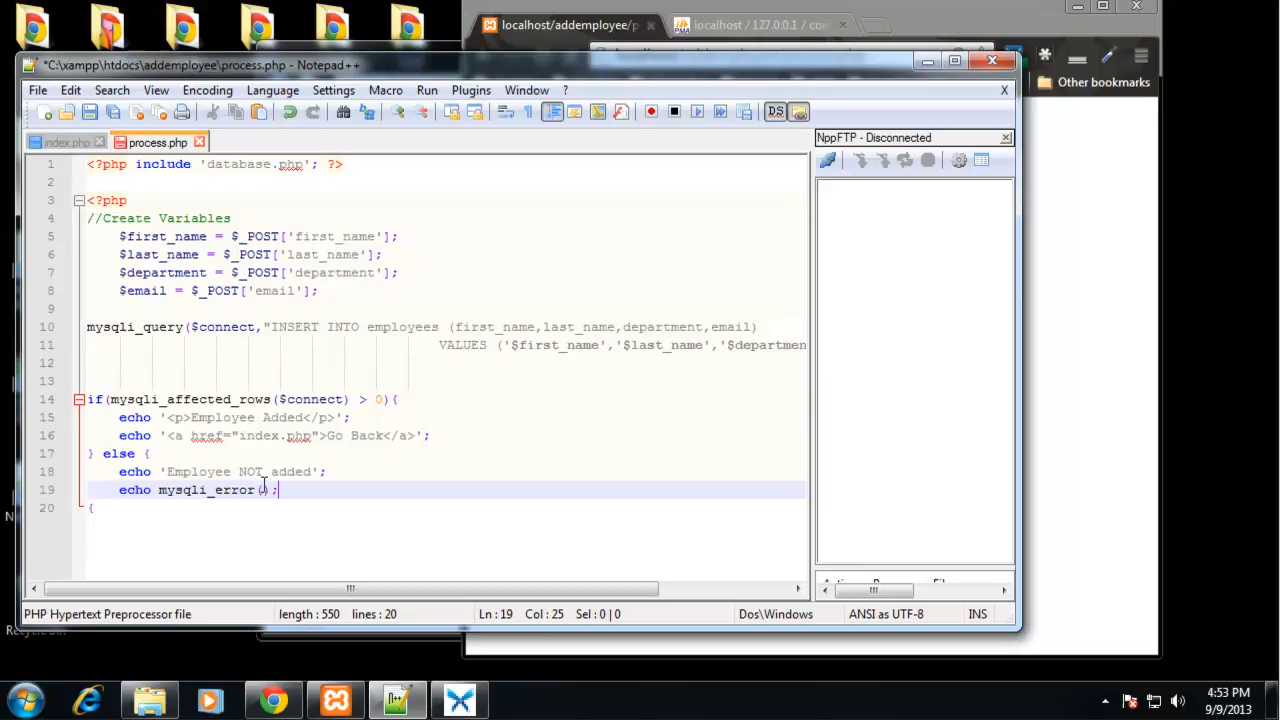 localhost/addemployee/p
localhost / 127.0.0.1 / co
*C:\xampp\htdocs\addemployee\process.php - Notepad++
Other bookmarks
File Edit Search View Encoding Language Settings Macro Run Plugins Window ? X
DS
index.php process.php
NppFTP - Disconnected
1 <?php include 'database.php'; ?>
2
3 <?php
4 //Create Variables
5 $first_name = $_POST['first_name'];
6 $last_name = $_POST['last_name'];
7 $department = $_POST['department'];
8 $email = $_POST['email'];
9
10 mysqli_query($connect,"INSERT INTO employees (first_name,last_name,department,email)
11 VALUES ('$first_name','$last_name','$departmen
12
13
14 if(mysqli_affected_rows($connect) > 0){
15 echo '<p>Employee Added</p>';
16 echo '<a href="index.php">Go Back</a>';
17 } else {
18 echo 'Employee NOT added';
19 echo mysqli_error();
20 {
PHP Hypertext Preprocessor file length : 550 lines : 20 Ln : 19 Col : 25 Sel : 0 | 0 Dos\Windows ANSI as UTF-8 INS
4:53 PM
9/9/2013